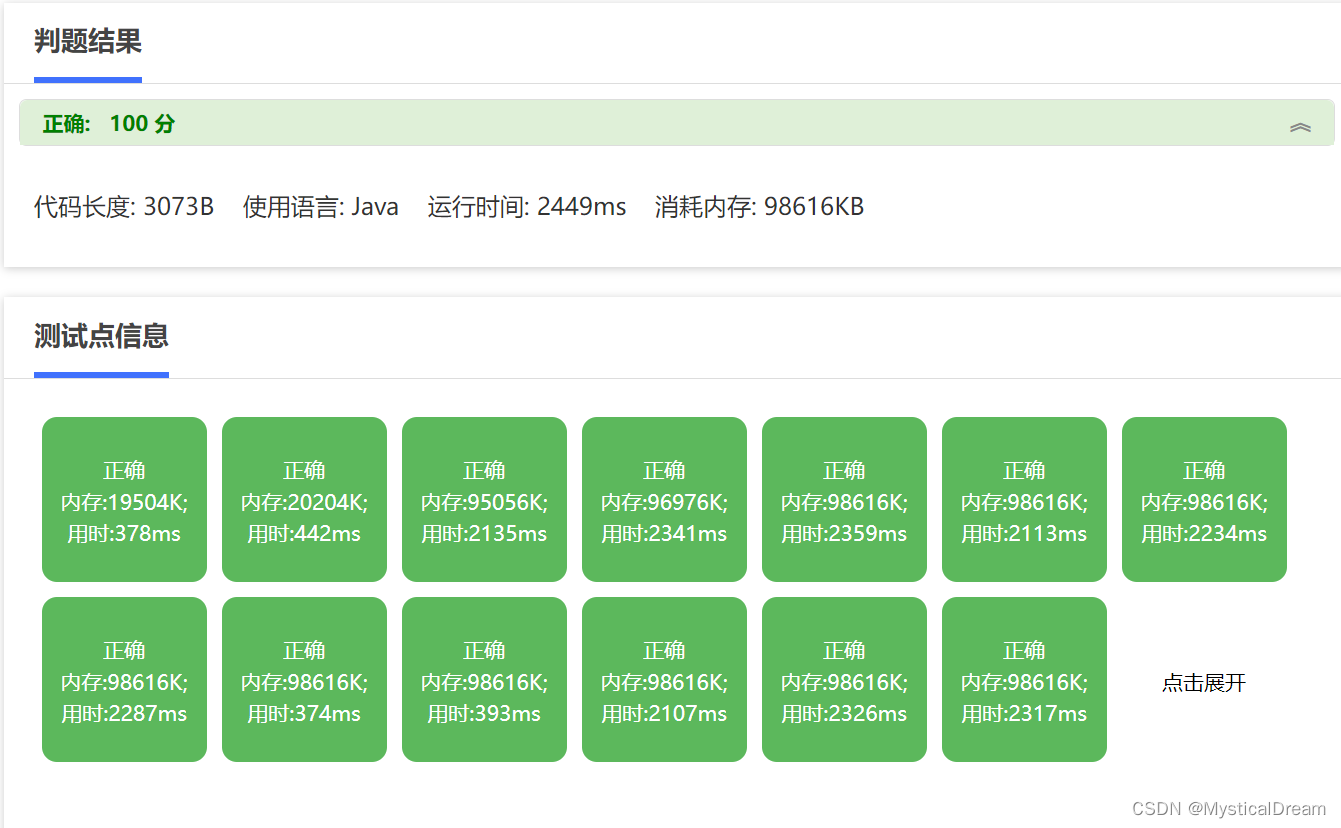 判题结果
正确: 100 分
代码长度: 3073B 使用语言: Java 运行时间: 2449ms 消耗内存: 98616KB
测试点信息
正确 正确 正确 正确 正确 正确 正确
内存:19504K; 内存:20204K; 内存:95056K; 内存:96976K; 内存:98616K; 内存:98616K; 内存:98616K;
用时:378ms 用时:442ms 用时:2135ms 用时:2341ms 用时:2359ms 用时:2113ms 用时:2234ms
正确 正确 正确 正确 正确 正确
内存:98616K; 内存:98616K; 内存:98616K; 内存:98616K; 内存:98616K; 内存:98616K; 点击展开
用时:2287ms 用时:374ms 用时:393ms 用时:2107ms 用时:2326ms 用时:2317ms
CSDN @MysticalDream